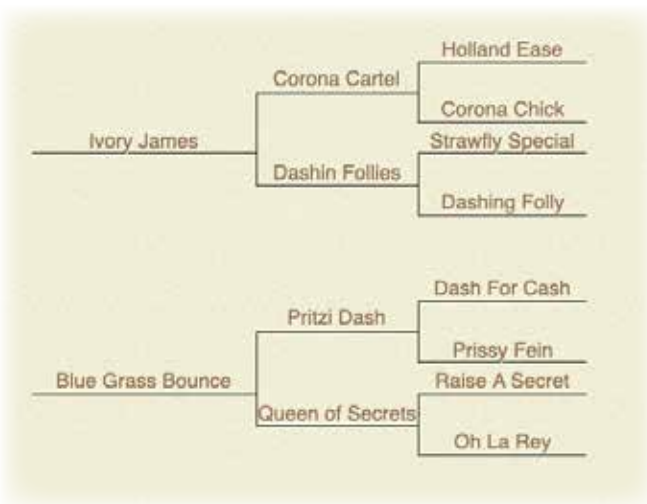 Holland Ease
Corona Cartel
Corona Chick
Ivory James
Strawfly Special
Dashin Follies
Dashing Folly
Dash For Cash
Pritzi Dash
Prissy Fein
Blue Grass Bounce
Raise A Secret
Queen of Secrets
Oh La Rey